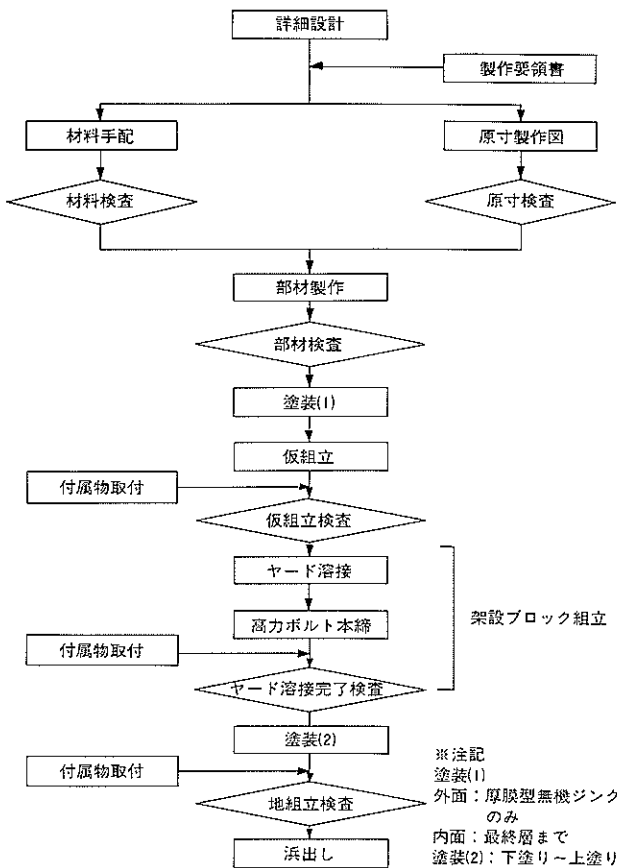 詳細設計
製作要領書
材料手配
原寸製作図
材料検査
原寸検査
部材製作
部材検査
塗装(1)
仮組立
付属物取付
仮組立検査
ヤード溶接
架設ブロック組立
高力ボルト本締
付属物取付
ヤード溶接完了検査
塗装(2)
付属物取付
地組立検査
浜出し
※注記
塗装(1)
外面：厚膜型無機ジンク
のみ
内面：最終層まで
塗装(2)：下塗り～上塗り